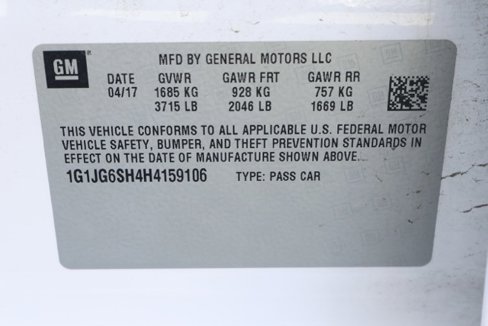 GM
MFD BY GENERAL MOTORS LLC
DATE GVWR GAWR FRT GAWR RR
04/17 1685 KG 928 KG 757 KG
3715 LB 2046 LB 1669 LB
THIS VEHICLE CONFORMS TO ALL APPLICABLE U.S. FEDERAL MOTOR
VEHICLE SAFETY, BUMPER, AND THEFT PREVENTION STANDARDS IN
EFFECT ON THE DATE OF MANUFACTURE SHOWN ABOVE.
1G1JG6SH4H4159106 TYPE: PASS CAR